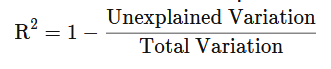 R² = 1 − Unexplained Variation / Total Variation